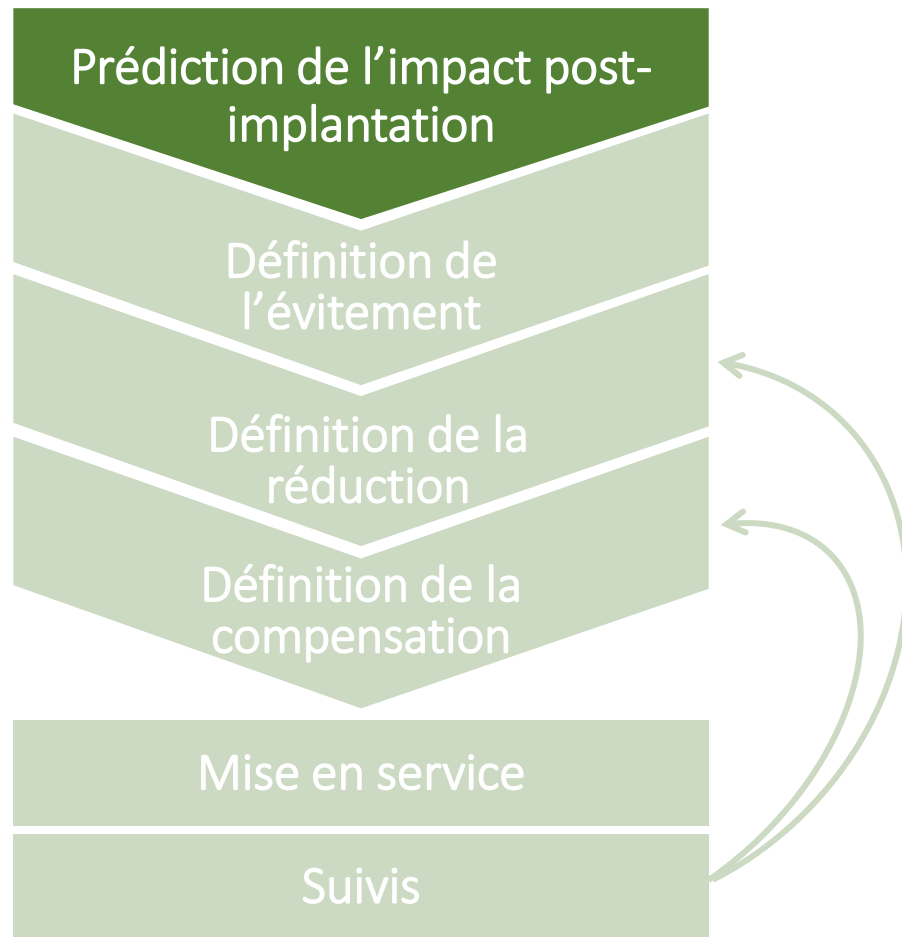 Prédiction de l’impact post-
implantation
Définition de
l’évitement
Définition de la
réduction
Définition de la
compensation
Mise en service
Suivis